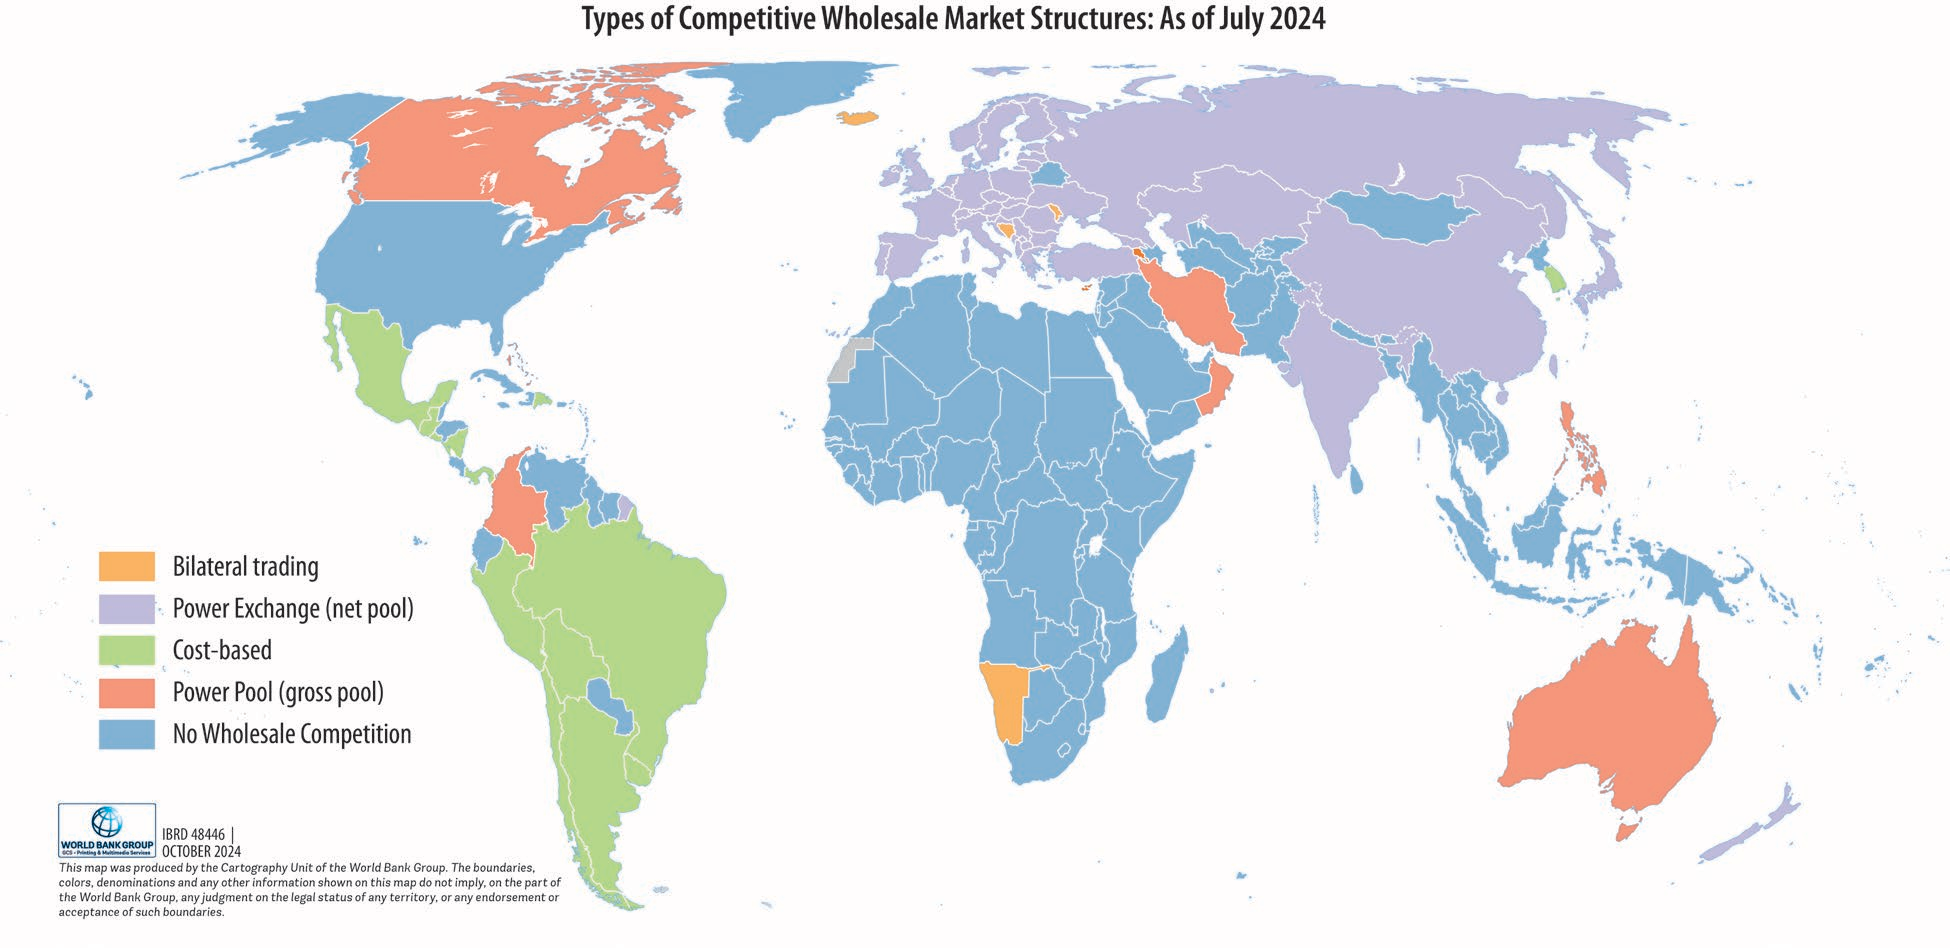 Types of Competitive Wholesale Market Structures: As of July 2024
Bilateral trading
Power Exchange (net pool)
Cost-based
Power Pool (gross pool)
No Wholesale Competition
WORLD BANK GROUP
GCS - Printing & Multimedia Services
IBRD 48446 |
OCTOBER 2024
This map was produced by the Cartography Unit of the World Bank Group. The boundaries,
colors, denominations and any other information shown on this map do not imply, on the part of
the World Bank Group, any judgment on the legal status of any territory, or any endorsement or
acceptance of such boundaries.